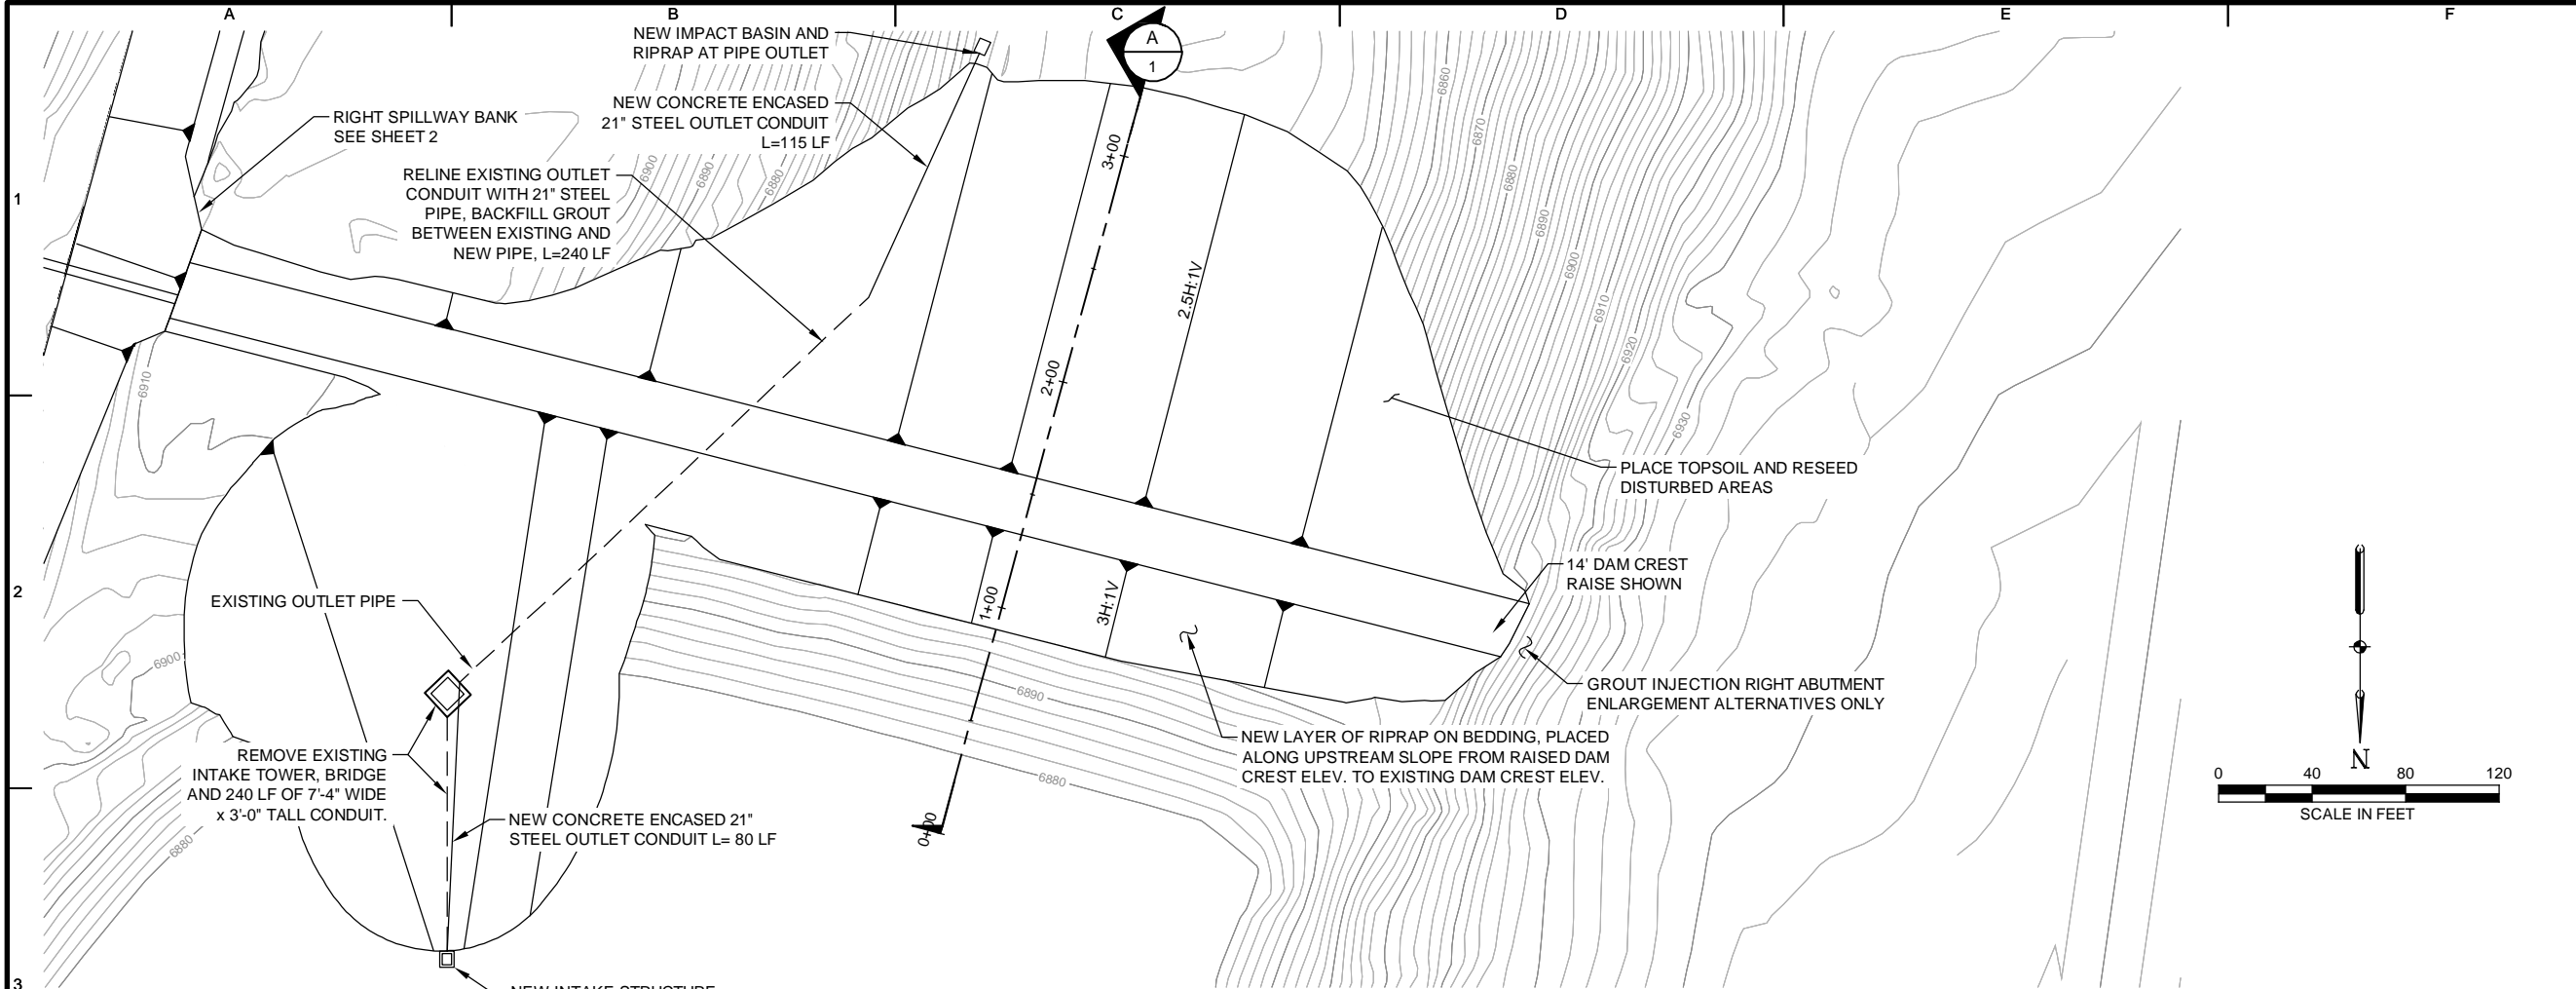 A
B
C
D
E
F
NEW IMPACT BASIN AND
RIPRAP AT PIPE OUTLET
A
1
NEW CONCRETE ENCASED
21" STEEL OUTLET CONDUIT
L=115 LF
RIGHT SPILLWAY BANK
SEE SHEET 2
RELINE EXISTING OUTLET
CONDUIT WITH 21" STEEL
PIPE, BACKFILL GROUT
BETWEEN EXISTING AND
NEW PIPE, L=240 LF
6900
6890
6880
3+00
6860
6870
6880
6890
6900
6910
6920
6930
1
2.5H:1V
2+00
6910
PLACE TOPSOIL AND RESEED
DISTURBED AREAS
14' DAM CREST
RAISE SHOWN
2
EXISTING OUTLET PIPE
1+00
3H:1V
6900
GROUT INJECTION RIGHT ABUTMENT
ENLARGEMENT ALTERNATIVES ONLY
6890
NEW LAYER OF RIPRAP ON BEDDING, PLACED
ALONG UPSTREAM SLOPE FROM RAISED DAM
CREST ELEV. TO EXISTING DAM CREST ELEV.
6880
REMOVE EXISTING
INTAKE TOWER, BRIDGE
AND 240 LF OF 7'-4" WIDE
x 3'-0" TALL CONDUIT.
N
0 40 80 120
SCALE IN FEET
NEW CONCRETE ENCASED 21"
STEEL OUTLET CONDUIT L= 80 LF
0+00
6880
3
NEW INTAKE STRUCTURE